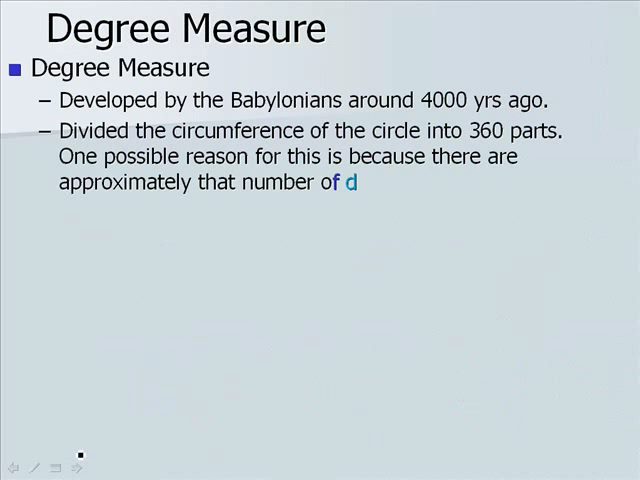 Degree Measure
Degree Measure
– Developed by the Babylonians around 4000 yrs ago.
– Divided the circumference of the circle into 360 parts.
One possible reason for this is because there are
approximately that number of d